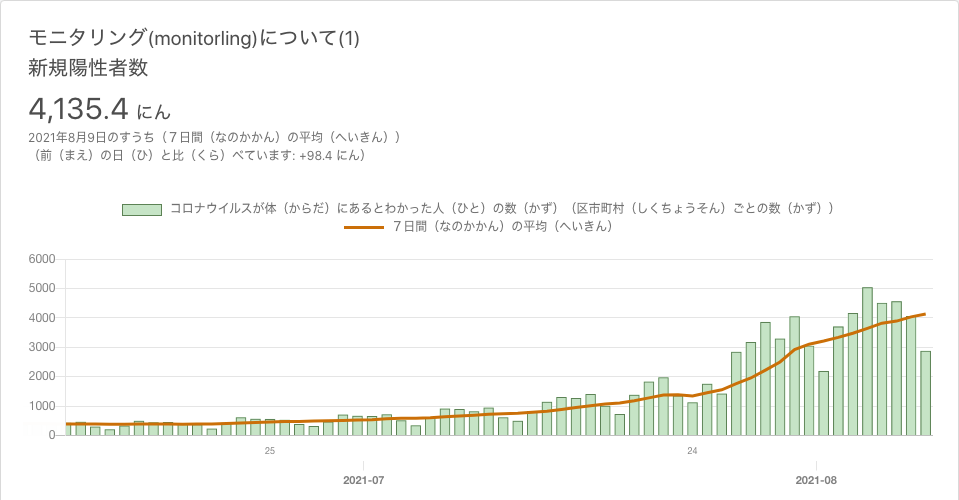 モニタリング(monitorling)について(1)
新規陽性者数
4,135.4 にん
2021年8月9日のすうち（７日間（なのかかん）の平均（へいきん））
（前（まえ）の日（ひ）と比（くら）べています: +98.4 にん）
コロナウイルスが体（からだ）にあるとわかった人（ひと）の数（かず）（区市町村（しくちょうそん）ごとの数（かず））
７日間（なのかかん）の平均（へいきん）
6000
5000
4000
3000
2000
1000
0
25
24
2021-07
2021-08